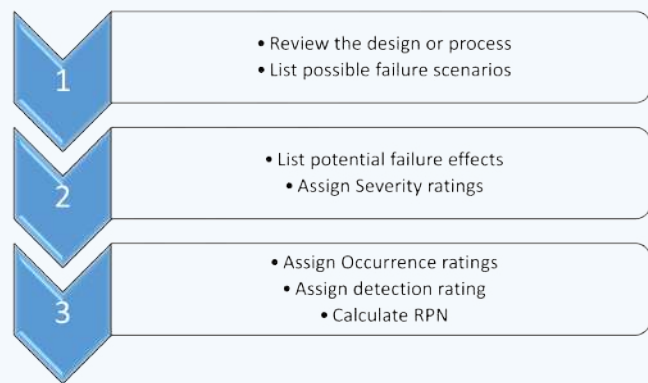 1
• Review the design or process
• List possible failure scenarios
2
• List potential failure effects
• Assign Severity ratings
3
• Assign Occurrence ratings
• Assign detection rating
• Calculate RPN